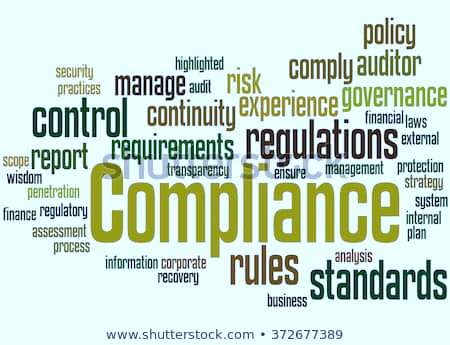 policy
highlighted
security
comply auditor
practices
manage audit
risk
governance
control
continuity experience
financial laws
external
requirements regulations
scope report
transparency
ensure
management
protection
wisdom
shutterstock
strategy
penetration
Compliance
system
finance regulatory
internal
assessment
plan
process
information corporate
rules
analysis
recovery
standards
business
www.shutterstock.com · 372677389